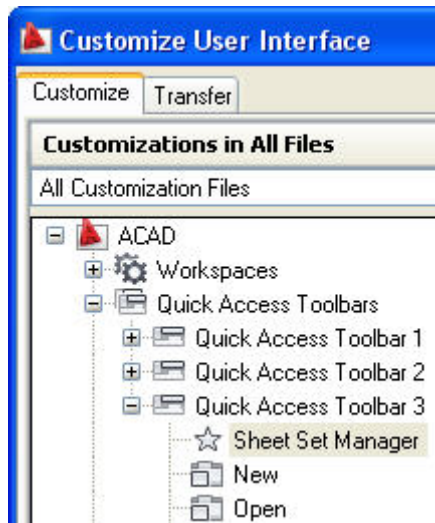 Customize User Interface
Customize Transfer
Customizations in All Files
All Customization Files
ACAD
Workspaces
Quick Access Toolbars
Quick Access Toolbar 1
Quick Access Toolbar 2
Quick Access Toolbar 3
Sheet Set Manager
New
Open